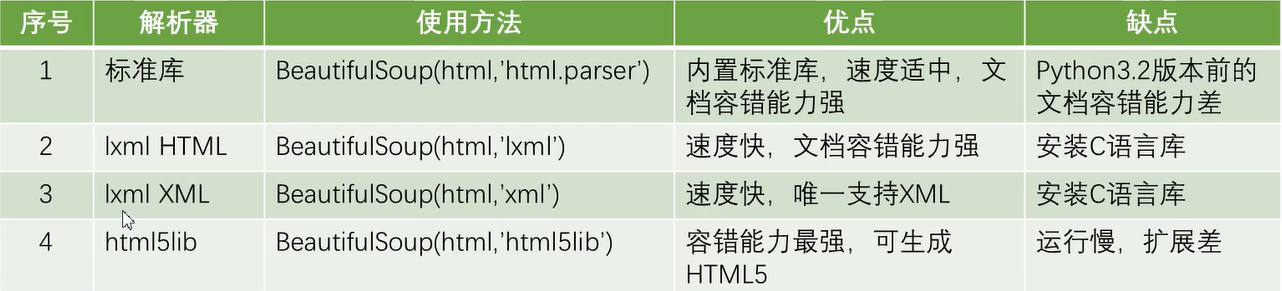 序号 解析器 使用方法 优点 缺点
1 标准库 BeautifulSoup(html,’html.parser’) 内置标准库，速度适中，文 Python3.2版本前的
档容错能力强 文档容错能力差
2 lxml HTML BeautifulSoup(html,’lxml’) 速度快，文档容错能力强 安装C语言库
3 lxml XML BeautifulSoup(html,’xml’) 速度快，唯一支持XML 安装C语言库
4 html5lib BeautifulSoup(html,’html5lib’) 容错能力最强，可生成 运行慢，扩展差
HTML5